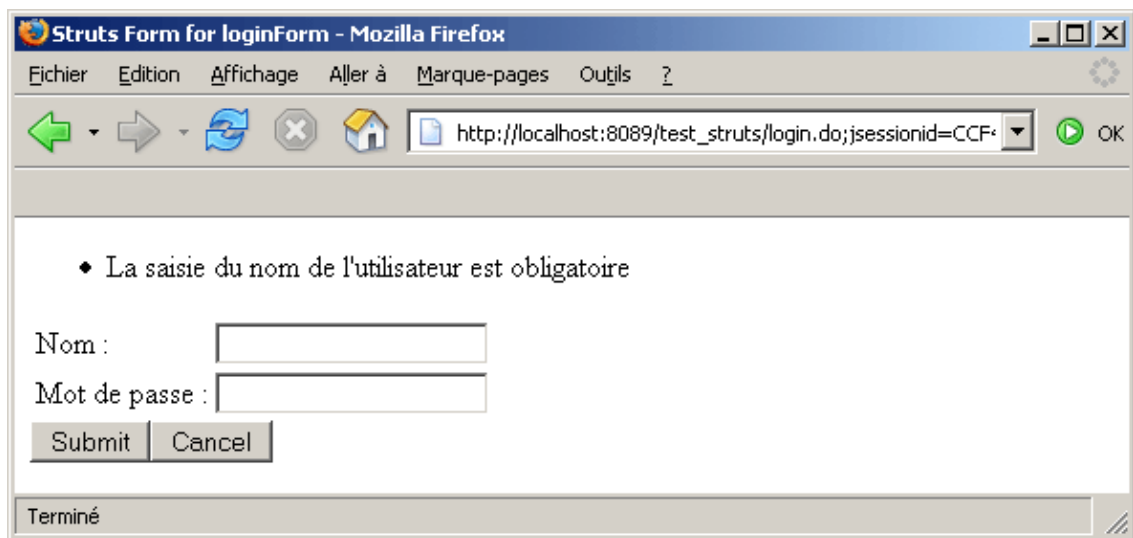 Struts Form for loginForm - Mozilla Firefox
Fichier Edition Affichage Aller à Marque-pages Outils ?
http://localhost:8089/test_struts/login.do;jsessionid=CCF OK
La saisie du nom de l'utilisateur est obligatoire
Nom :
Mot de passe :
Submit Cancel
Terminé